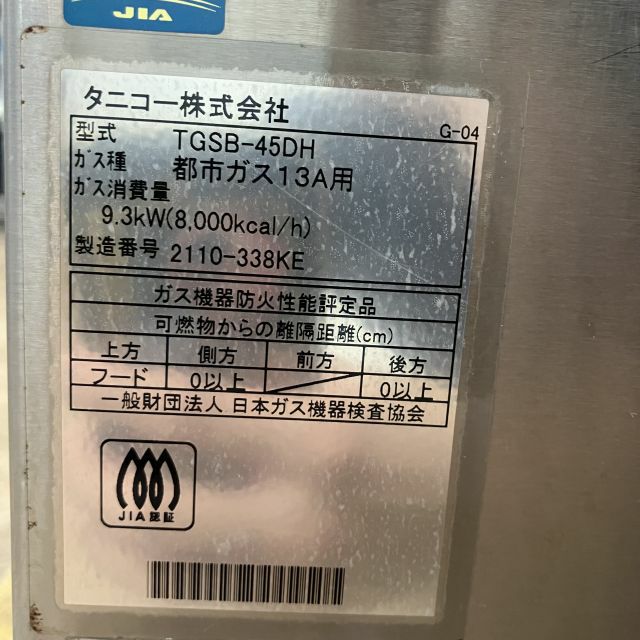 JIA
タニコー株式会社
G-04
型式 TGSB-45DH
ガス種 都市ガス13A用
ガス消費量
9.3kW(8,000kcal/h)
製造番号 2110-338KE
ガス機器防火性能評定品
可燃物からの離隔距離(cm)
上方 側方 前方 後方
フード 0以上 0以上
一般財団法人 日本ガス機器検査協会
JIA認証